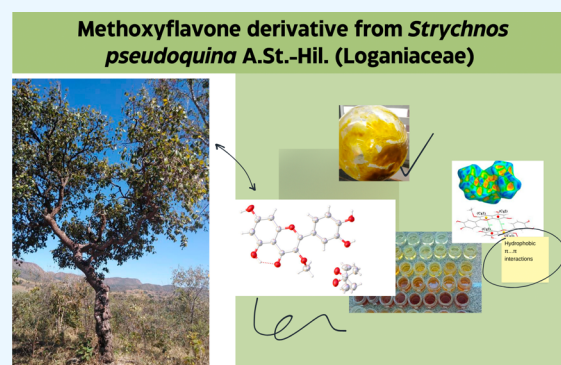 Methoxyflavone derivative from Strychnos
pseudoquina A.St.-Hil. (Loganiaceae)
Hydrophobic
π...π
interactions